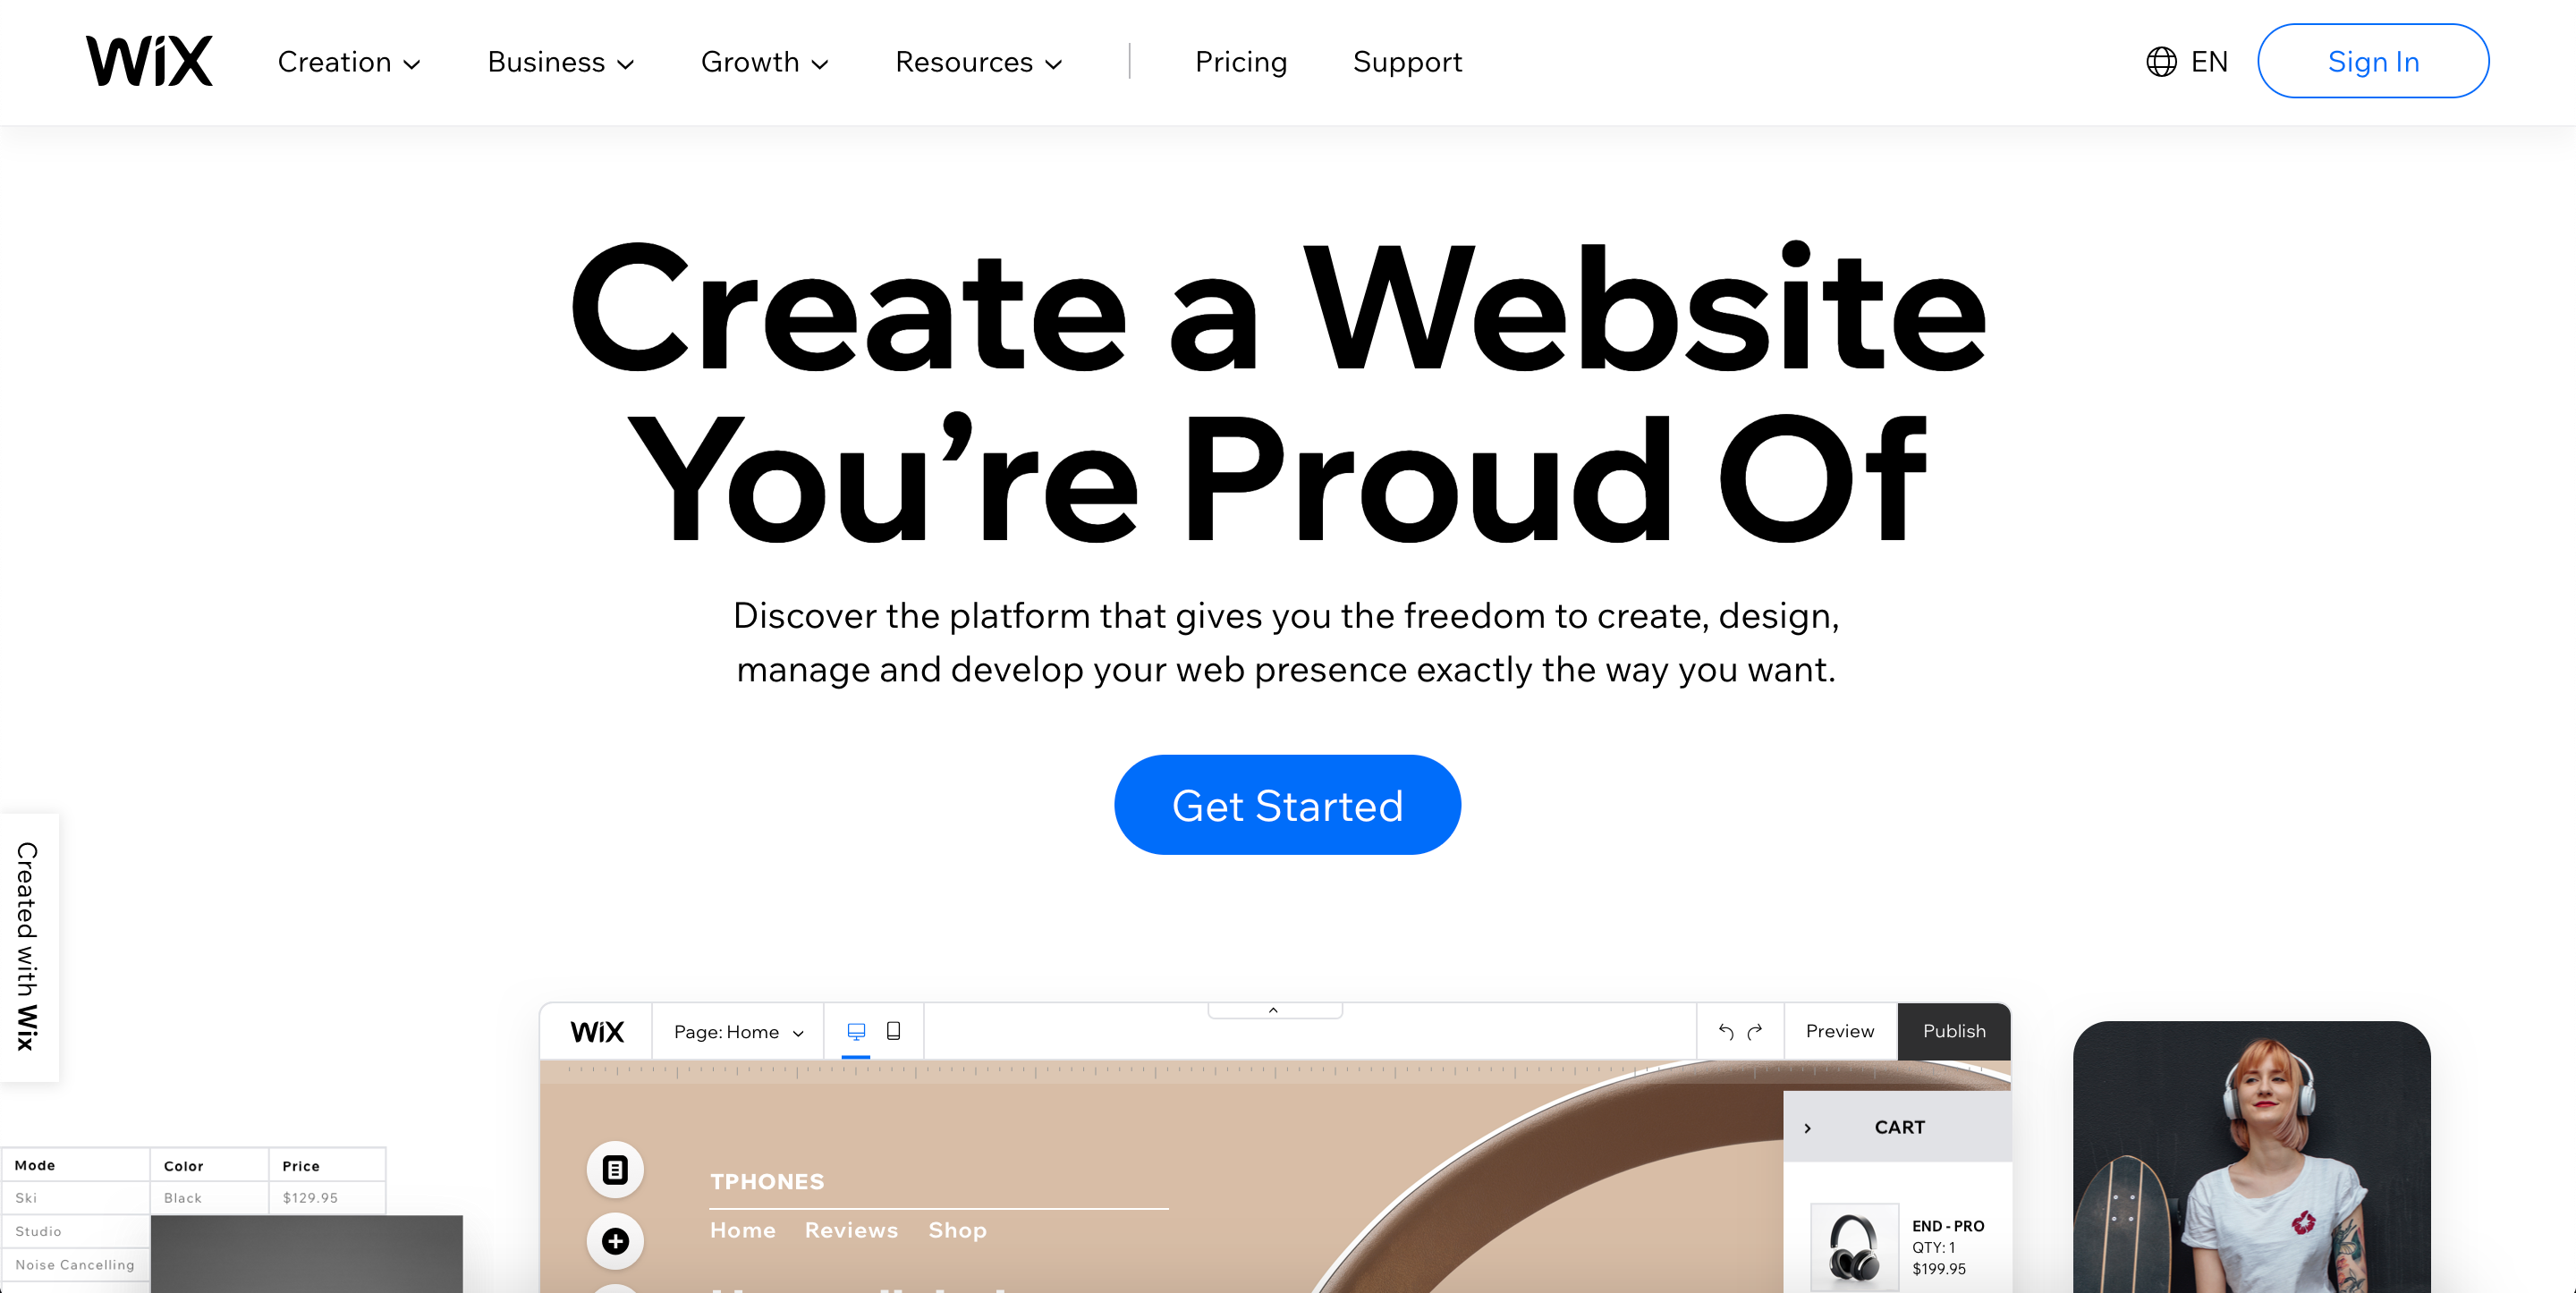 WiX Creation Business Growth Resources Pricing Support EN Sign In
Create a Website
You’re Proud Of
Discover the platform that gives you the freedom to create, design,
manage and develop your web presence exactly the way you want.
Get Started
Created with Wix
WiX Page: Home Preview Publish
CART
TPHONES
Home Reviews Shop
END - PRO
QTY: 1
$199.95
Mode Color Price
Ski Black $129.95
Studio
Noise Cancelling